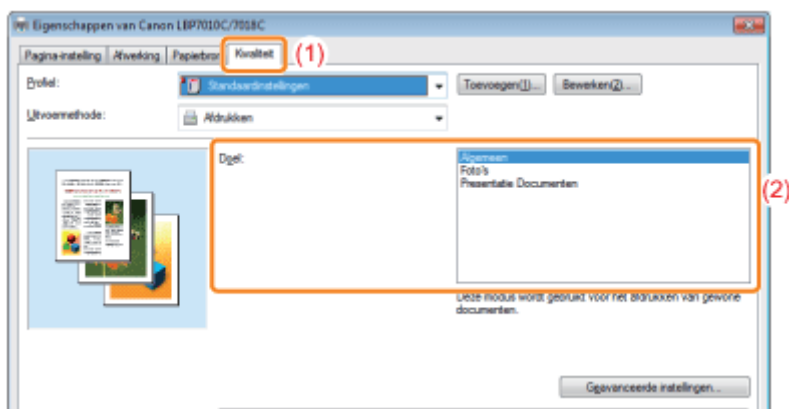 Eigenschappen van Canon LBP7010C/7018C
Pagina-instelling Afwerking Papierbron Kwaliteit (1)
Profiel: Standaardinstellingen Toevoegen(1)... Bewerken(2)...
Uitvoermethode: Afdrukken
Doel: Algemeen
Foto's
Presentatie Documenten
(2)
Deze modus wordt gebruikt voor het afdrukken van gewone
documenten.
Geavanceerde instellingen...